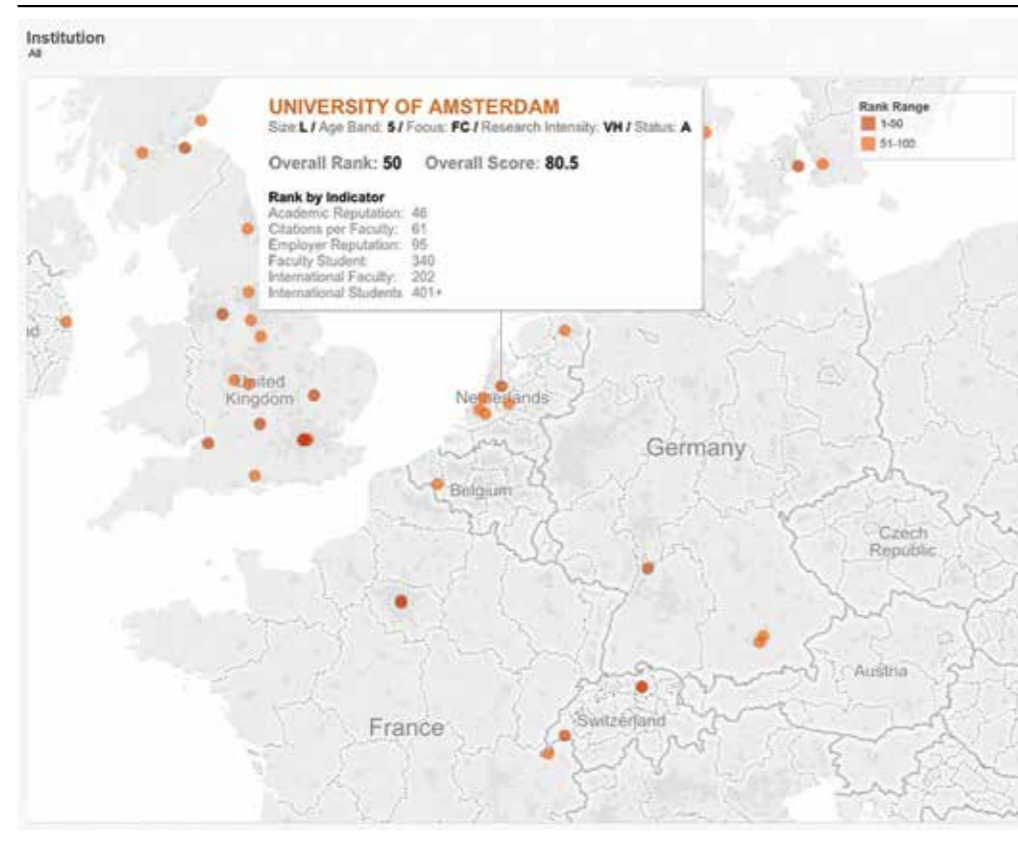 Institution
All
UNIVERSITY OF AMSTERDAM
Size:L / Age Band: 5 / Focus: FC / Research Intensity: VH / Status: A
Overall Rank: 50 Overall Score: 80.5
Rank by Indicator
Academic Reputation: 46
Citations per Faculty: 61
Employer Reputation: 95
Faculty Student: 340
International Faculty: 202
International Students 401+
Rank Range
1-50
51-100
United
Kingdom
Netherlands
Germany
Belgium
Czech
Republic
Austria
France
Switzerland